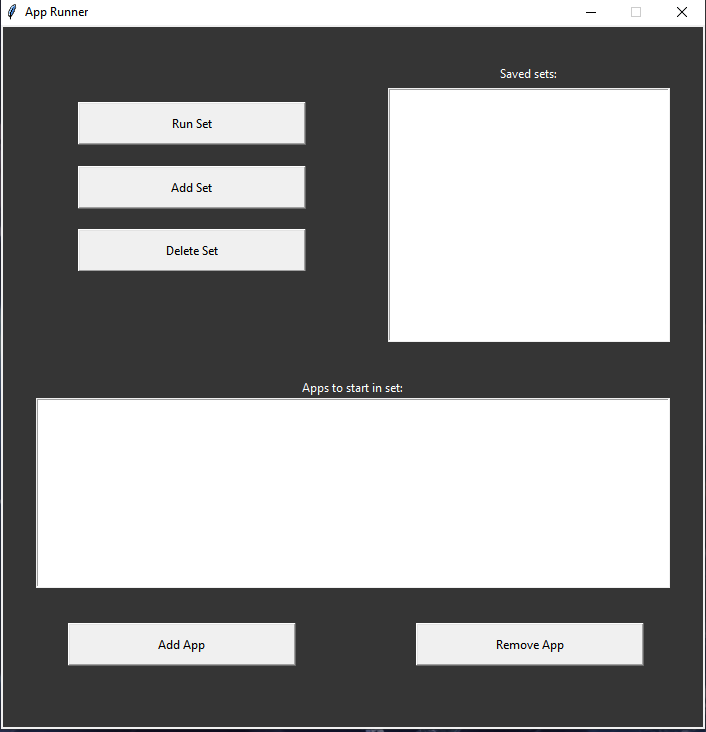 App Runner
Saved sets:
Run Set
Add Set
Delete Set
Apps to start in set:
Add App
Remove App